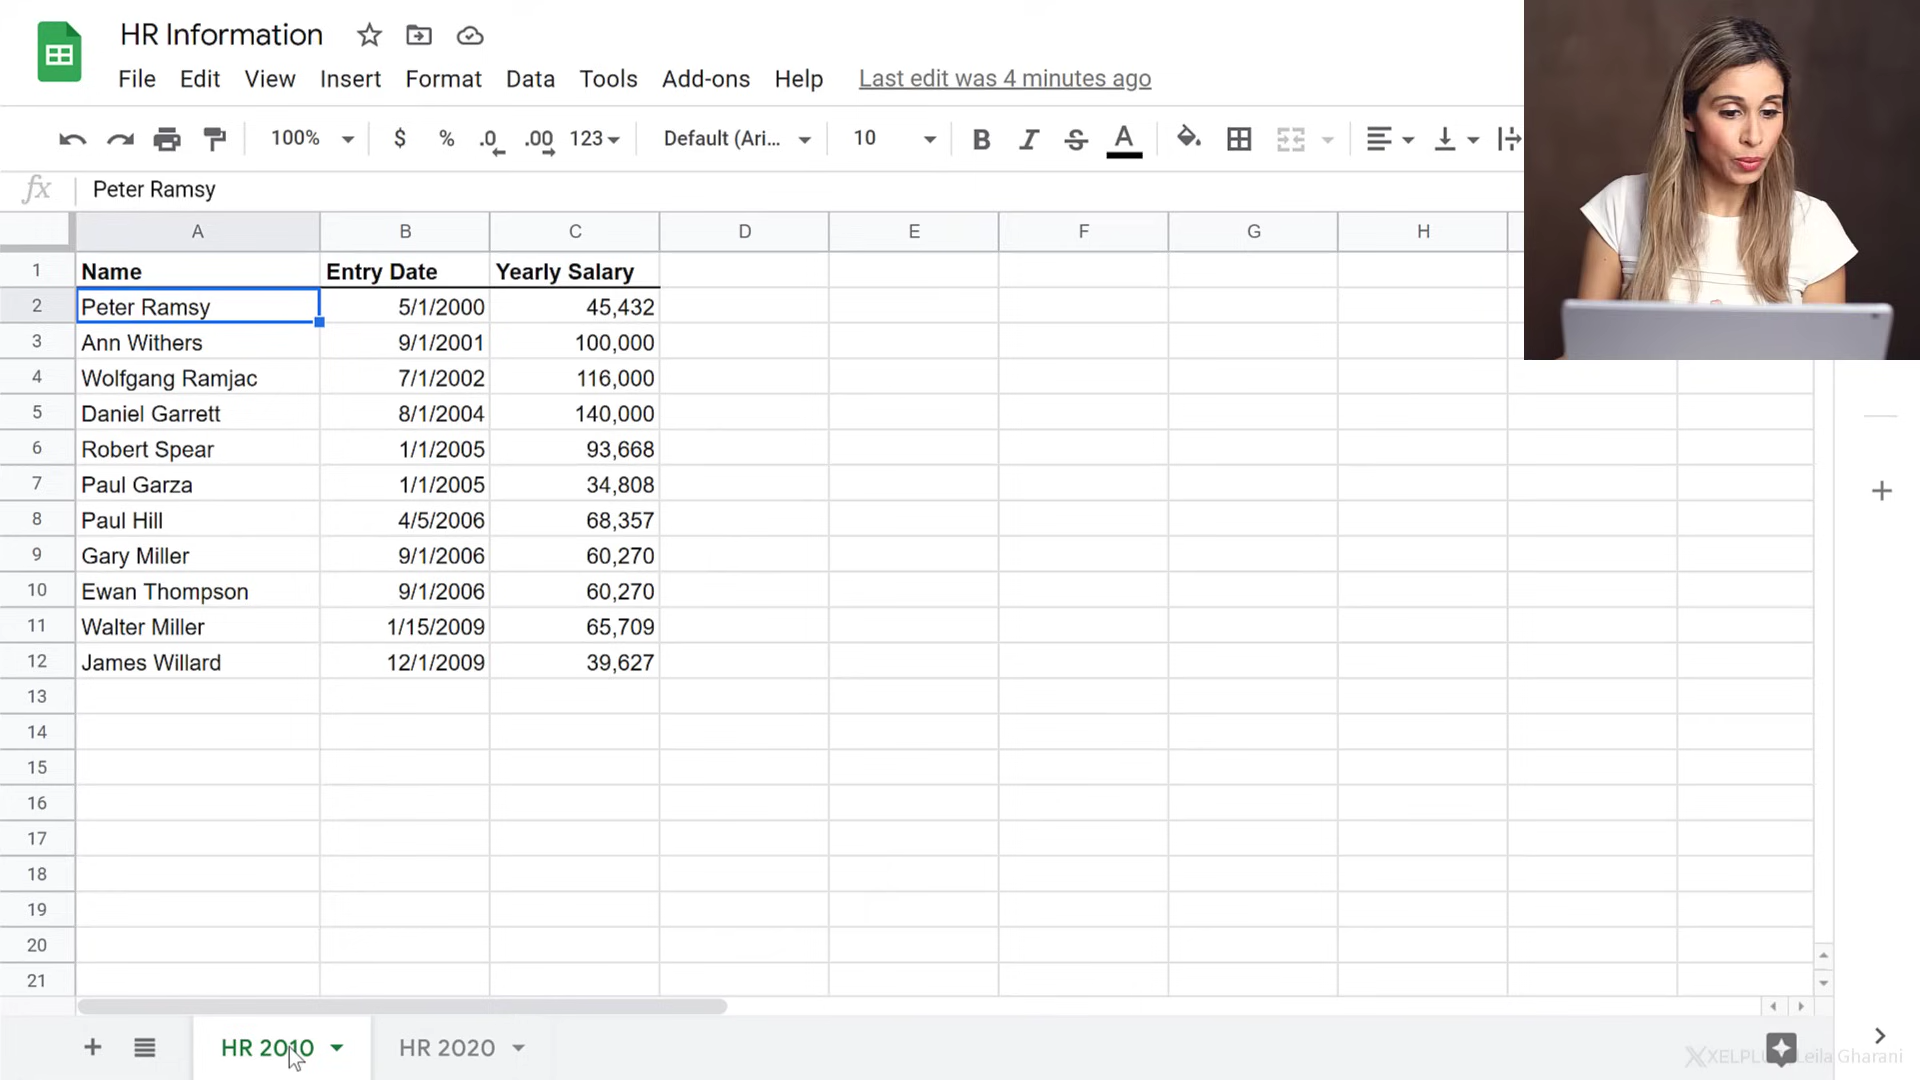 HR Information
File Edit View Insert Format Data Tools Add-ons Help Last edit was 4 minutes ago
100% $ % .0 .00 123 Default (Ari... 10 B I S A
fx Peter Ramsy
A B C D E F G H
1 Name Entry Date Yearly Salary
2 Peter Ramsy 5/1/2000 45,432
3 Ann Withers 9/1/2001 100,000
4 Wolfgang Ramjac 7/1/2002 116,000
5 Daniel Garrett 8/1/2004 140,000
6 Robert Spear 1/1/2005 93,668
7 Paul Garza 1/1/2005 34,808
8 Paul Hill 4/5/2006 68,357
9 Gary Miller 9/1/2006 60,270
10 Ewan Thompson 9/1/2006 60,270
11 Walter Miller 1/15/2009 65,709
12 James Willard 12/1/2009 39,627
13
14
15
16
17
18
19
20
21
HR 2010 HR 2020
Leila Gharani